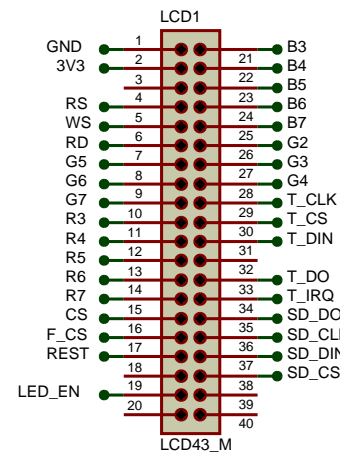 LCD1
GND 1 B3
3V3 2 21 B4
3 22 B5
RS 4 23 B6
WS 5 24 B7
RD 6 25 G2
G5 7 26 G3
G6 8 27 G4
G7 9 28 T_CLK
R3 10 29 T_CS
R4 11 30 T_DIN
R5 12 31
R6 13 32 T_DO
R7 14 33 T_IRQ
CS 15 34 SD_DO
F_CS 16 35 SD_CLK
REST 17 36 SD_DIN
18 37 SD_CS
LED_EN 19 38
20 39
40
LCD43_M